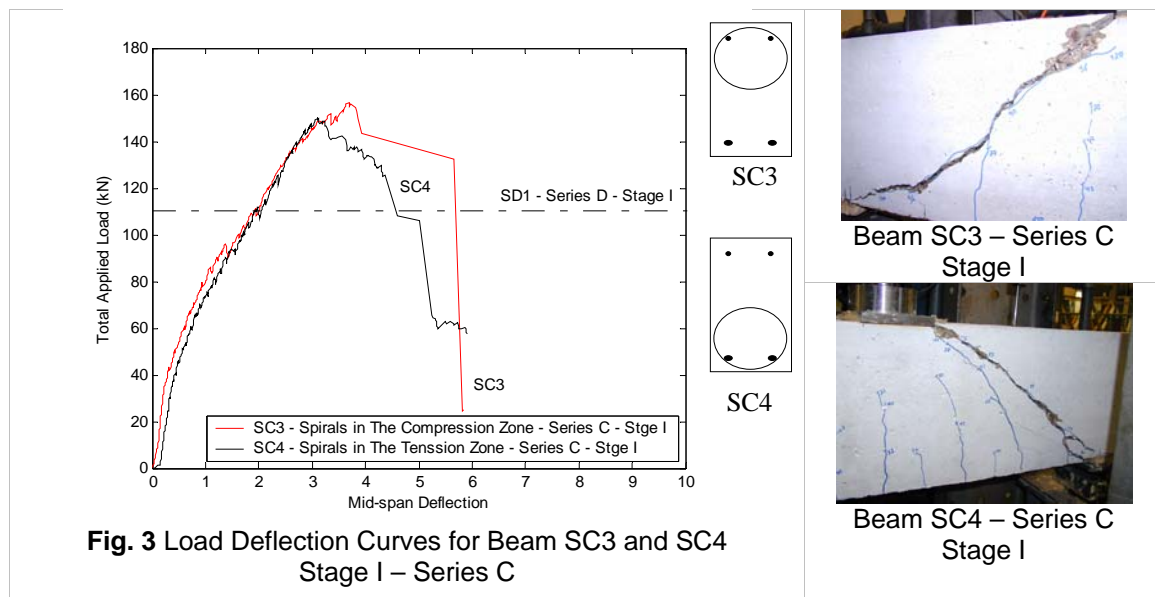 180
160
140
120
100
80
60
40
20
0
Total Applied Load (kN)
0 1 2 3 4 5 6 7 8 9 10
Mid-span Deflection
SC4
SD1 - Series D - Stage I
SC3
SC3 - Spirals in The Compression Zone - Series C - Stge I
SC4 - Spirals in The Tenssion Zone - Series C - Stge I
Fig. 3 Load Deflection Curves for Beam SC3 and SC4
Stage I – Series C
SC3
SC4
Beam SC3 – Series C
Stage I
Beam SC4 – Series C
Stage I